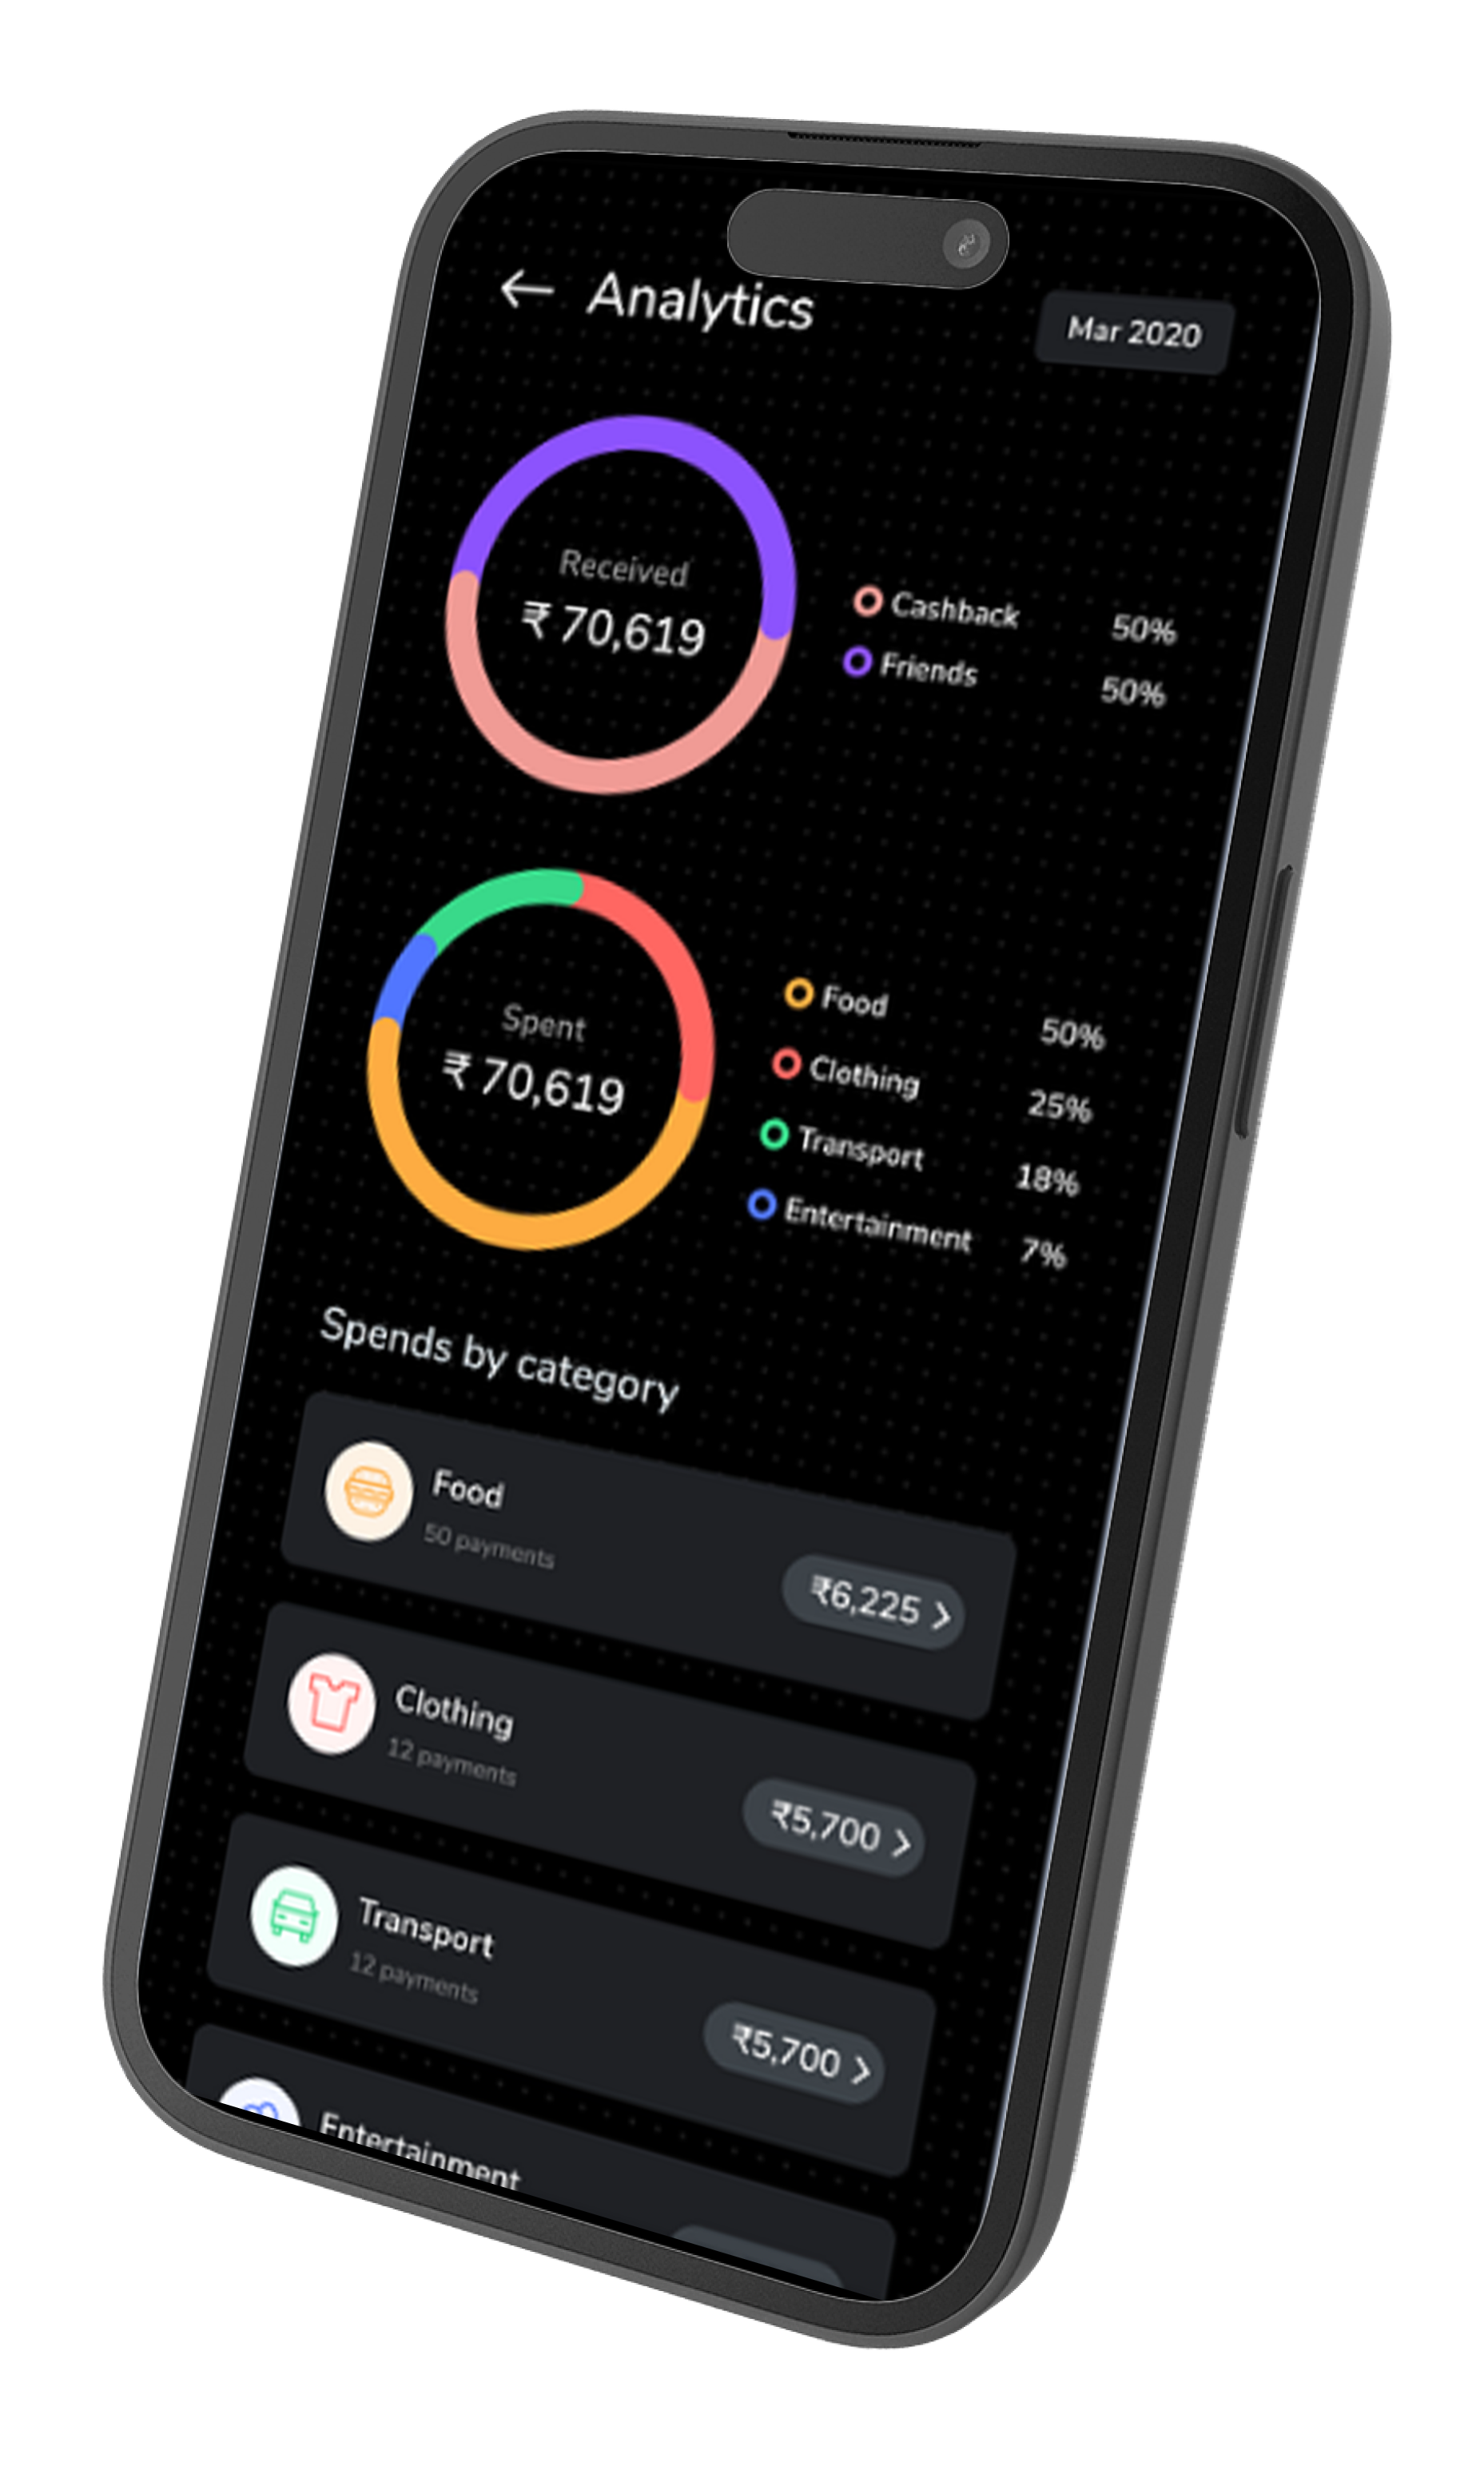 Analytics
Mar 2020
Received
₹ 70,619
Cashback 50%
Friends 50%
Spent
₹ 70,619
Food 50%
Clothing 25%
Transport 18%
Entertainment 7%
Spends by category
Food
50 payments
₹6,225
Clothing
12 payments
₹5,700
Transport
12 payments
₹5,700
Entertainment